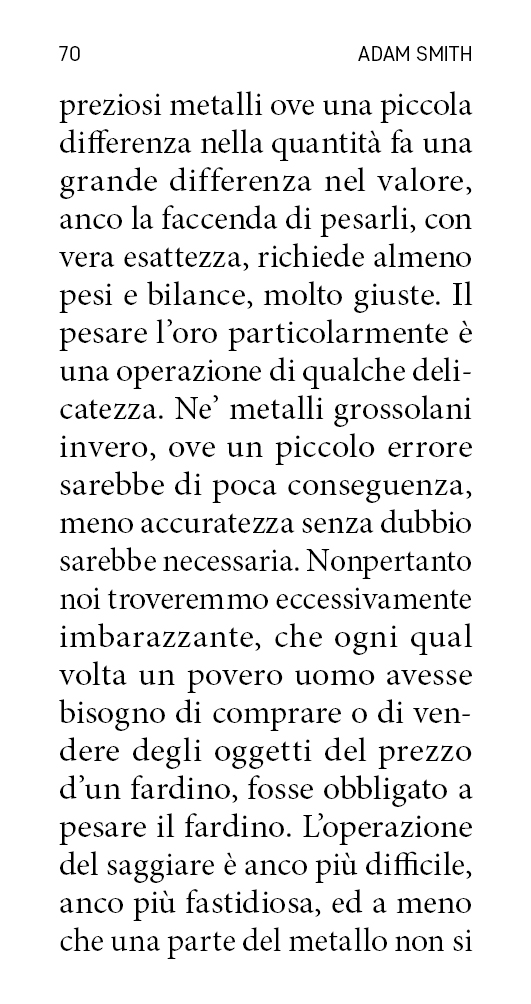 70 ADAM SMITH
preziosi metalli ove una piccola
differenza nella quantità fa una
grande differenza nel valore,
anco la faccenda di pesarli, con
vera esattezza, richiede almeno
pesi e bilance, molto giuste. Il
pesare l’oro particolarmente è
una operazione di qualche deli-
catezza. Ne’ metalli grossolani
invero, ove un piccolo errore
sarebbe di poca conseguenza,
meno accuratezza senza dubbio
sarebbe necessaria. Nonpertanto
noi troveremmo eccessivamente
imbarazzante, che ogni qual
volta un povero uomo avesse
bisogno di comprare o di ven-
dere degli oggetti del prezzo
d’un fardino, fosse obbligato a
pesare il fardino. L’operazione
del saggiare è anco più difficile,
anco più fastidiosa, ed a meno
che una parte del metallo non si